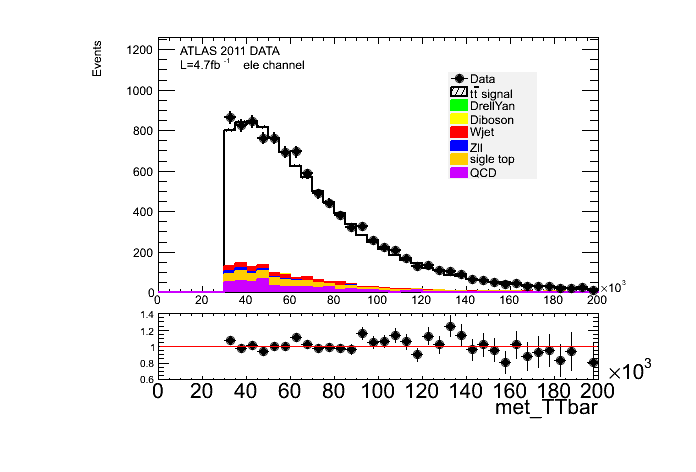 Events
1200
1000
800
600
400
200
0
ATLAS 2011 DATA
L=4.7fb⁻¹ ele channel
Data
tt̄ signal
DrellYan
Diboson
Wjet
Zll
sigle top
QCD
0 20 40 60 80 100 120 140 160 180 200
×10³
1.4
1.2
1
0.8
0.6
0 20 40 60 80 100 120 140 160 180 200
×10³
met_TTbar